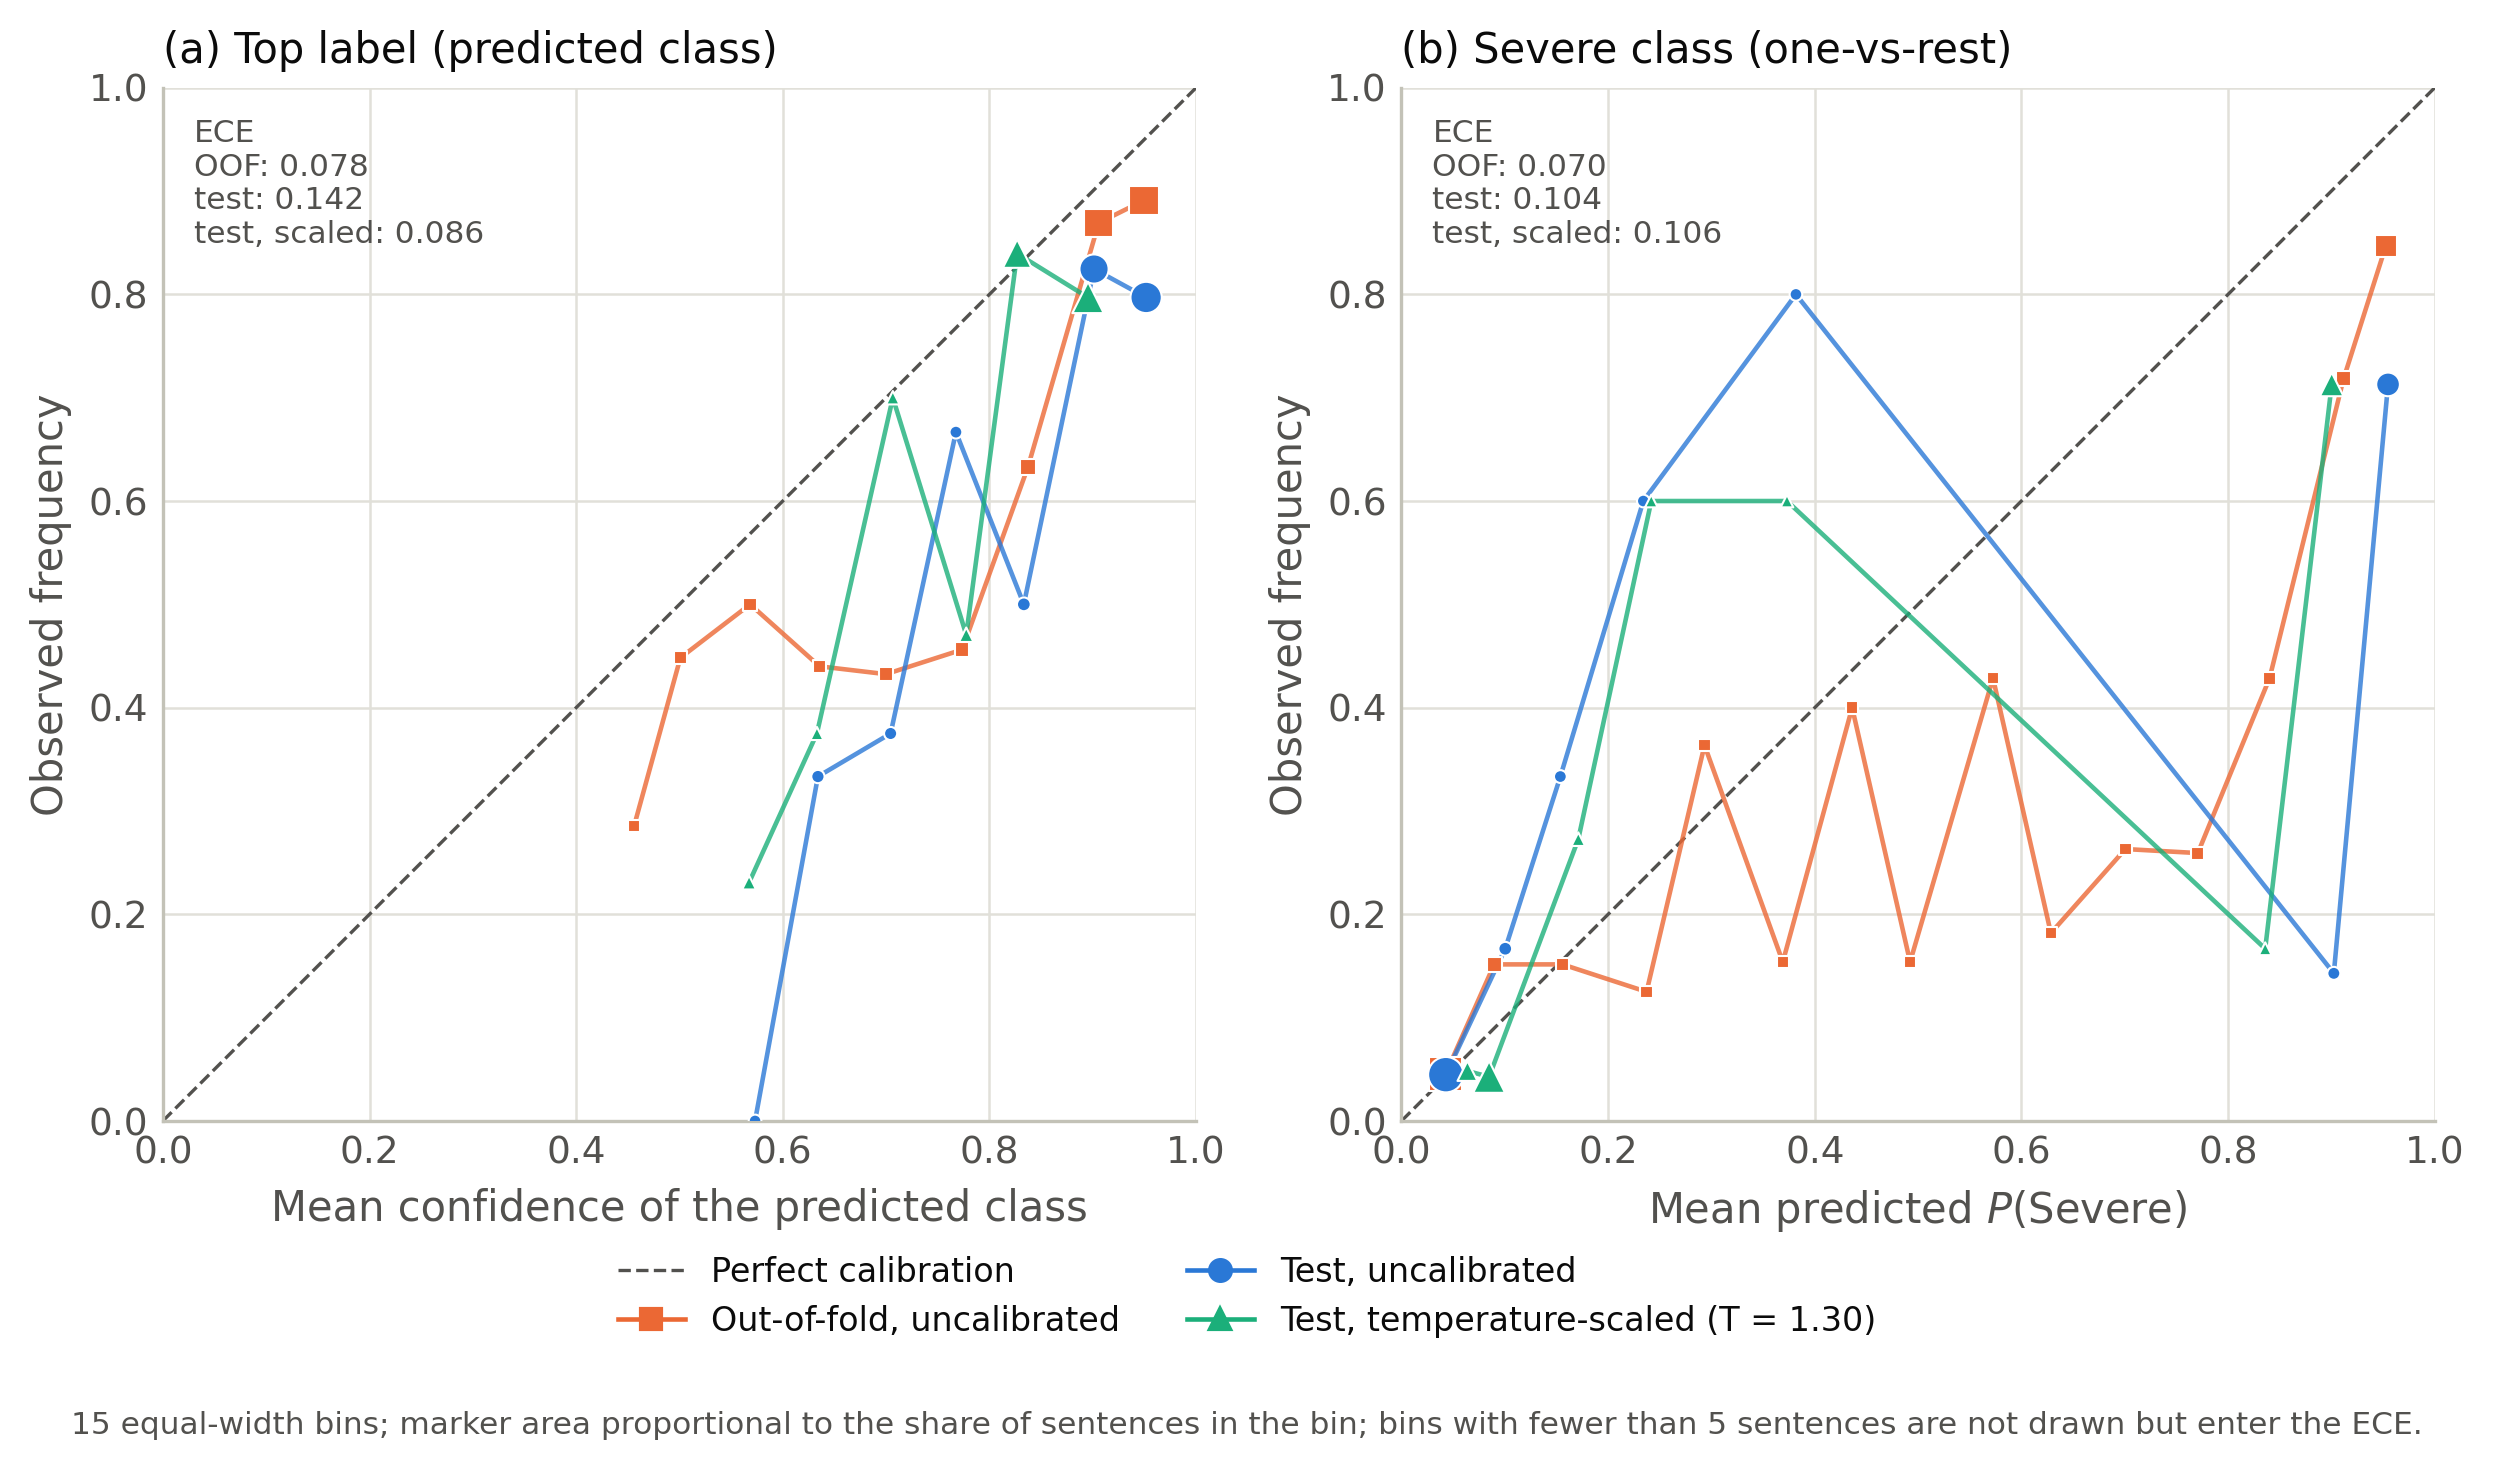 (a) Top label (predicted class)
1.0
0.8
0.6
0.4
0.2
0.0
Observed frequency
ECE
OOF: 0.078
test: 0.142
test, scaled: 0.086
0.0 0.2 0.4 0.6 0.8 1.0
Mean confidence of the predicted class
(b) Severe class (one-vs-rest)
1.0
0.8
0.6
0.4
0.2
0.0
Observed frequency
ECE
OOF: 0.070
test: 0.104
test, scaled: 0.106
0.0 0.2 0.4 0.6 0.8 1.0
Mean predicted P(Severe)
Perfect calibration
Out-of-fold, uncalibrated
Test, uncalibrated
Test, temperature-scaled (T = 1.30)
15 equal-width bins; marker area proportional to the share of sentences in the bin; bins with fewer than 5 sentences are not drawn but enter the ECE.